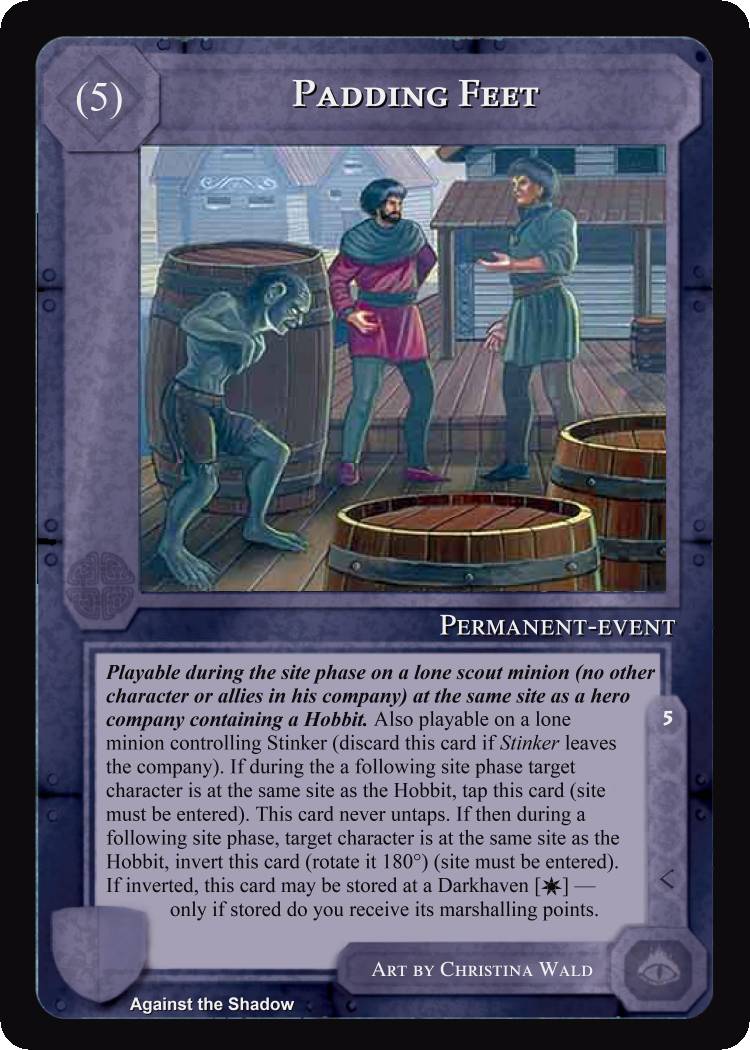 (5)
Padding Feet
Permanent-event
Playable during the site phase on a lone scout minion (no other
character or allies in his company) at the same site as a hero
company containing a Hobbit. Also playable on a lone
minion controlling Stinker (discard this card if Stinker leaves
the company). If during the a following site phase target
character is at the same site as the Hobbit, tap this card (site
must be entered). This card never untaps. If then during a
following site phase, target character is at the same site as the
Hobbit, invert this card (rotate it 180°) (site must be entered).
If inverted, this card may be stored at a Darkhaven [☀] —
only if stored do you receive its marshalling points.
5
<
Art by Christina Wald
Against the Shadow